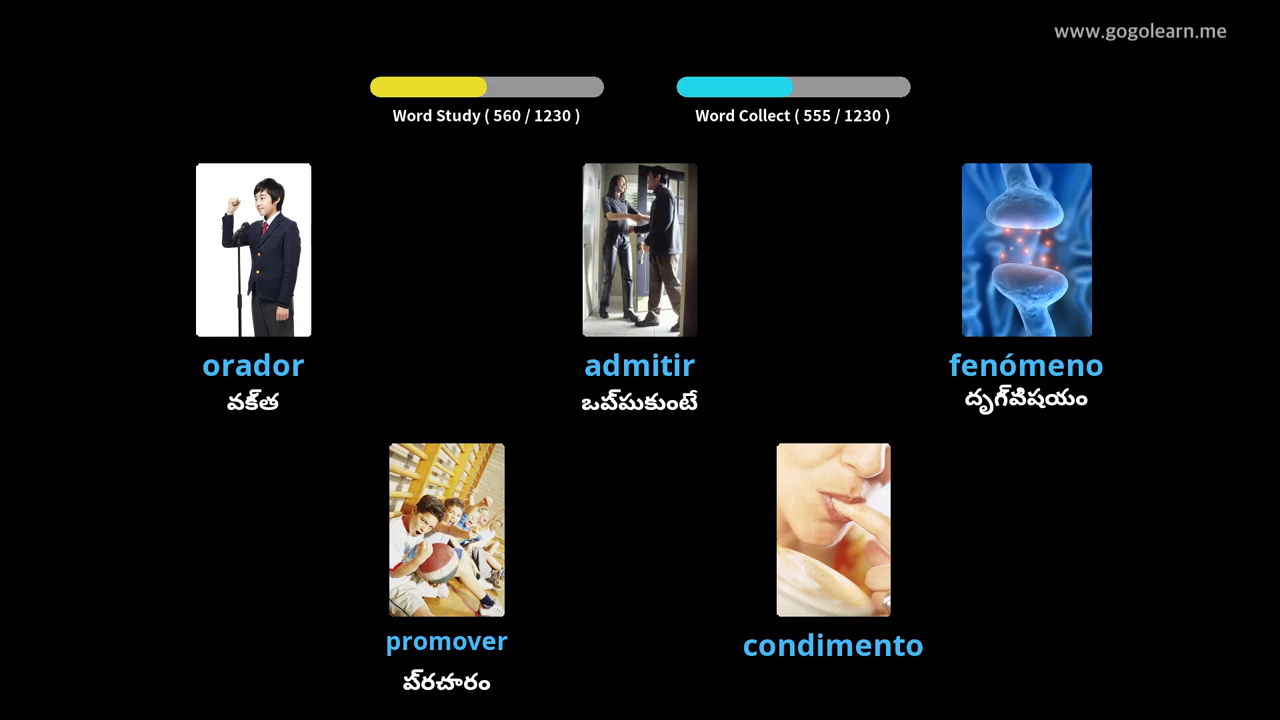 www.gogolearn.me
Word Study ( 560 / 1230 )
Word Collect ( 555 / 1230 )
orador
admitir
fenómeno
వక్‌త
ఒప్‌పుకుంటే
దృగ్‌విషయం
promover
condimento
ప్‌రచారం